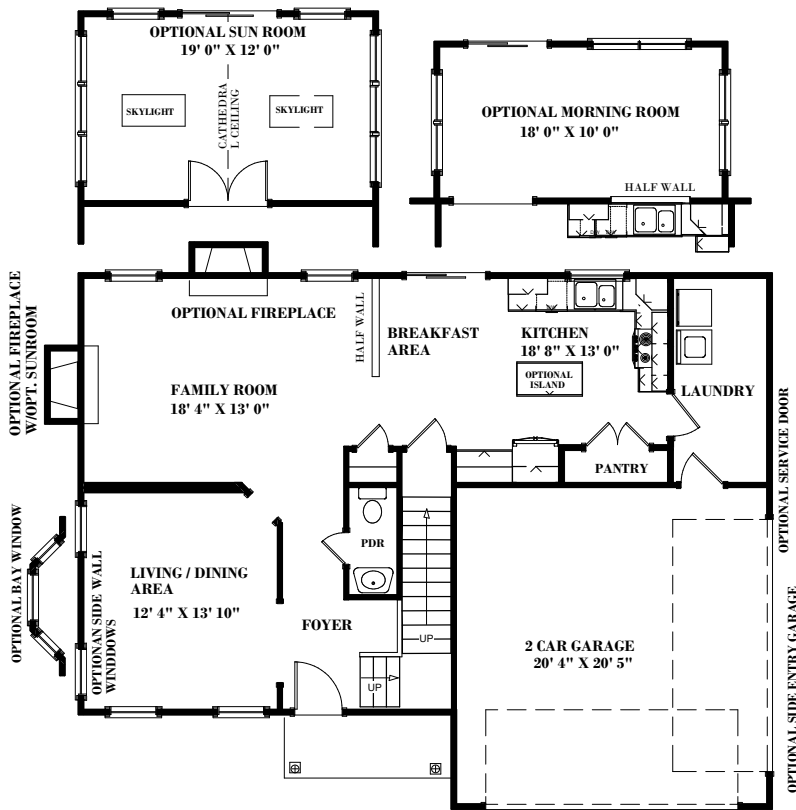 OPTIONAL SUN ROOM
19' 0" X 12' 0"
SKYLIGHT
CATHEDRA
L CEILING
SKYLIGHT
OPTIONAL MORNING ROOM
18' 0" X 10' 0"
HALF WALL
OPTIONAL FIREPLACE
W/OPT. SUNROOM
OPTIONAL FIREPLACE
HALF WALL
BREAKFAST
AREA
KITCHEN
18' 8" X 13' 0"
OPTIONAL
ISLAND
FAMILY ROOM
18' 4" X 13' 0"
LAUNDRY
PANTRY
OPTIONAL SERVICE DOOR
PDR
OPTIONAL BAY WINDOW
OPTIONAN SIDE WALL
WINDDOWS
LIVING / DINING
AREA
12' 4" X 13' 10"
FOYER
UP
UP
2 CAR GARAGE
20' 4" X 20' 5"
OPTIONAL SIDE ENTRY GARAGE